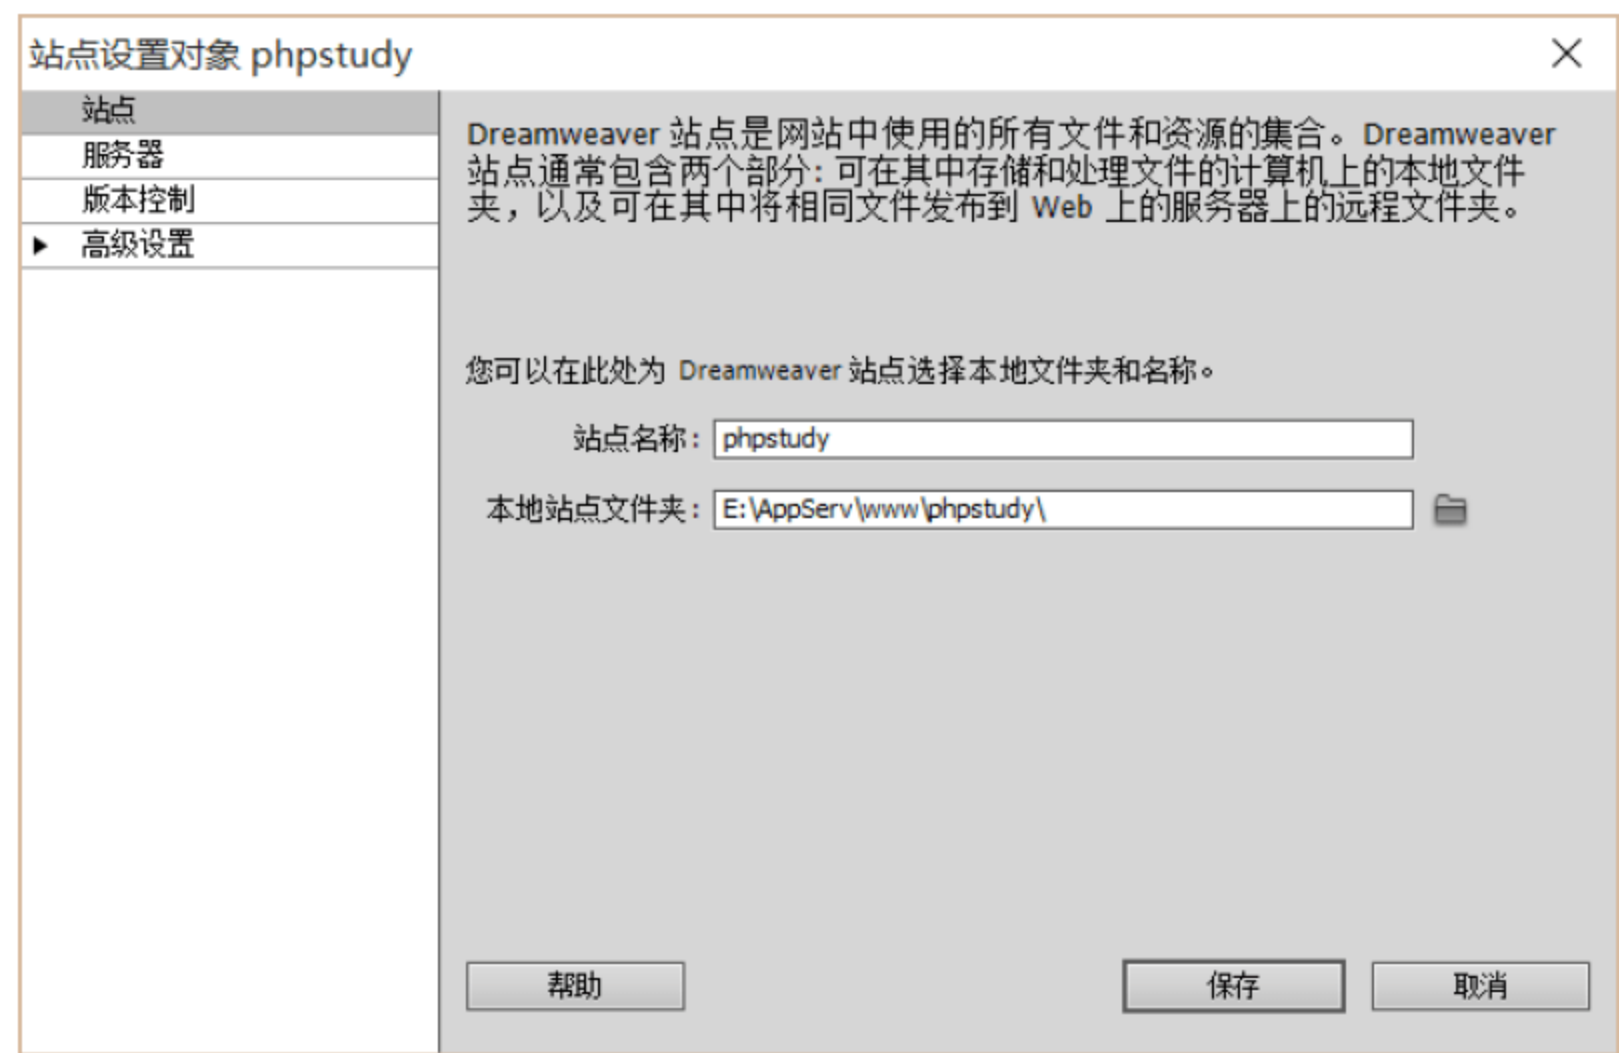 站点设置对象 phpstudy
站点
服务器
版本控制
高级设置
Dreamweaver 站点是网站中使用的所有文件和资源的集合。Dreamweaver
站点通常包含两个部分：可在其中存储和处理文件的计算机上的本地文件
夹，以及可在其中将相同文件发布到 Web 上的服务器上的远程文件夹。
您可以在此处为 Dreamweaver 站点选择本地文件夹和名称。
站点名称：phpstudy
本地站点文件夹：E:\AppServ\www\phpstudy\
帮助 保存 取消